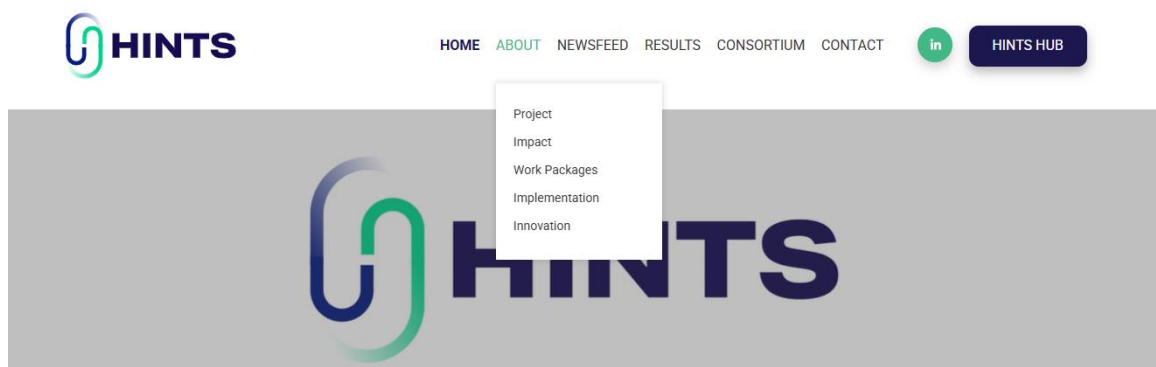 HINTS
HOME ABOUT NEWSFEED RESULTS CONSORTIUM CONTACT in HINTS HUB
Project
Impact
Work Packages
Implementation
Innovation
HINTS